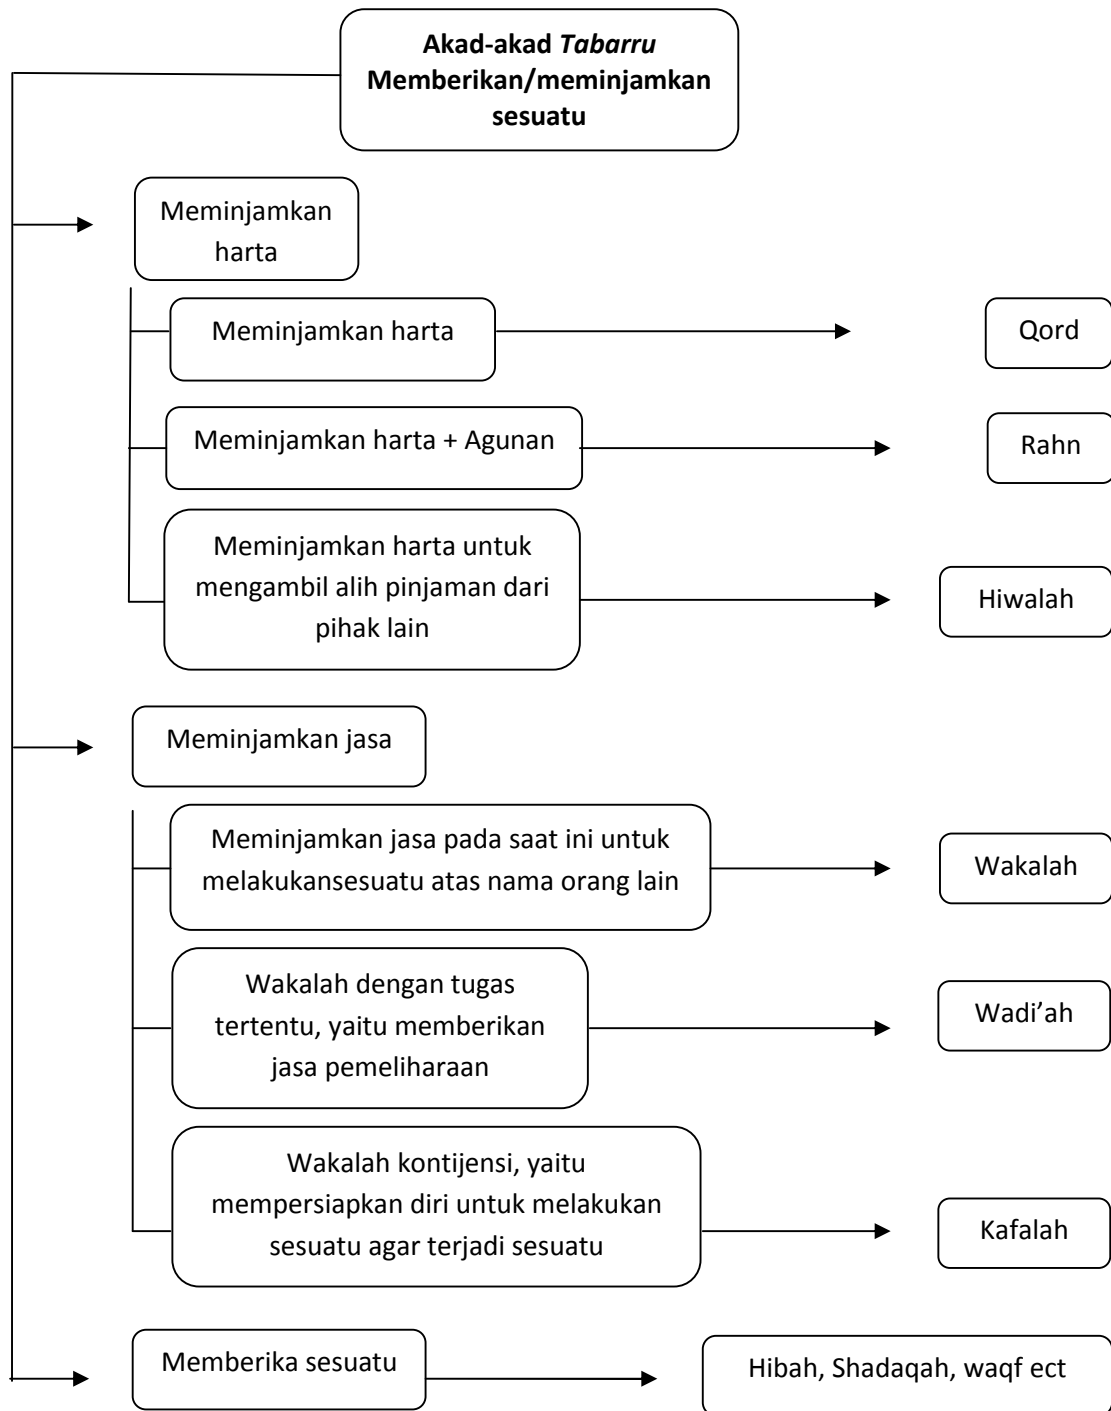 Akad-akad Tabarru
Memberikan/meminjamkan
sesuatu
Meminjamkan
harta
Meminjamkan harta
Qord
Meminjamkan harta + Agunan
Rahn
Meminjamkan harta untuk
mengambil alih pinjaman dari
pihak lain
Hiwalah
Meminjamkan jasa
Meminjamkan jasa pada saat ini untuk
melakukansesuatu atas nama orang lain
Wakalah
Wakalah dengan tugas
tertentu, yaitu memberikan
jasa pemeliharaan
Wadi’ah
Wakalah kontijensi, yaitu
mempersiapkan diri untuk melakukan
sesuatu agar terjadi sesuatu
Kafalah
Memberika sesuatu
Hibah, Shadaqah, waqf ect